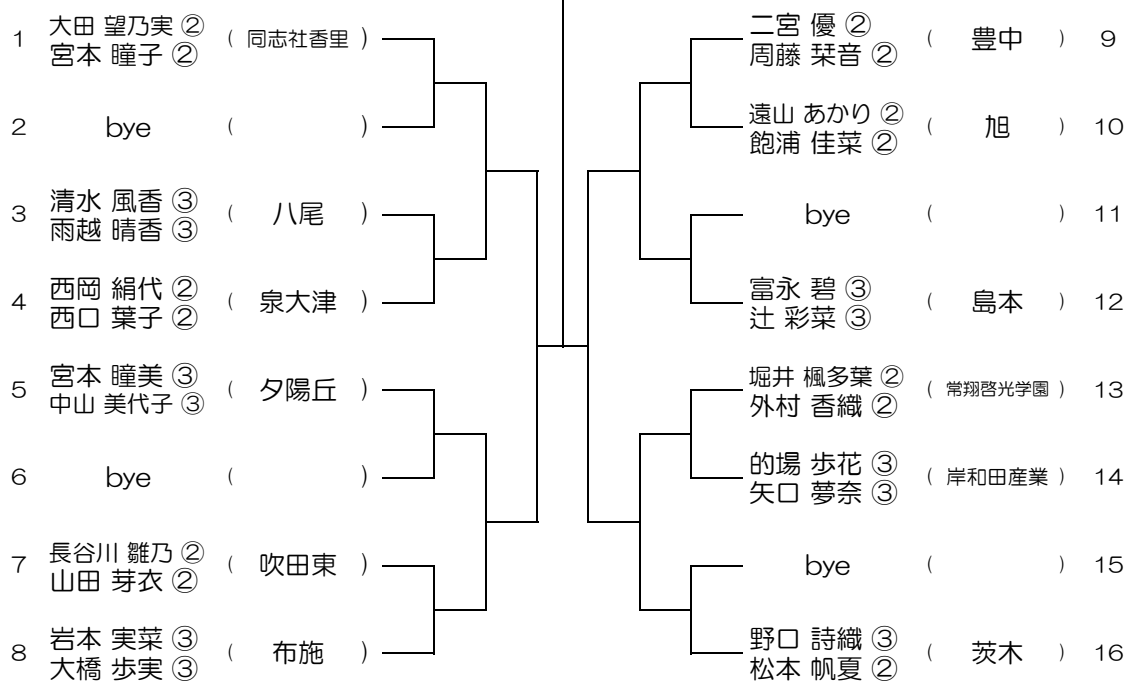 大田 望乃実 ②
1 ( 同志社香里 )
宮本 瞳子 ②
2 bye ( )
清水 風香 ③
3 ( 八尾 )
雨越 晴香 ③
西岡 絹代 ②
4 ( 泉大津 )
西口 葉子 ②
宮本 瞳美 ③
5 ( 夕陽丘 )
中山 美代子 ③
6 bye ( )
長谷川 雛乃 ②
7 ( 吹田東 )
山田 芽衣 ②
岩本 実菜 ③
8 ( 布施 )
大橋 歩実 ③
二宮 優 ②
( 豊中 ) 9
周藤 栞音 ②
遠山 あかり ②
( 旭 ) 10
飽浦 佳菜 ②
bye ( ) 11
富永 碧 ③
( 島本 ) 12
辻 彩菜 ③
堀井 楓多葉 ②
( 常翔啓光学園 ) 13
外村 香織 ②
的場 歩花 ③
( 岸和田産業 ) 14
矢口 夢奈 ③
bye ( ) 15
野口 詩織 ③
( 茨木 ) 16
松本 帆夏 ②